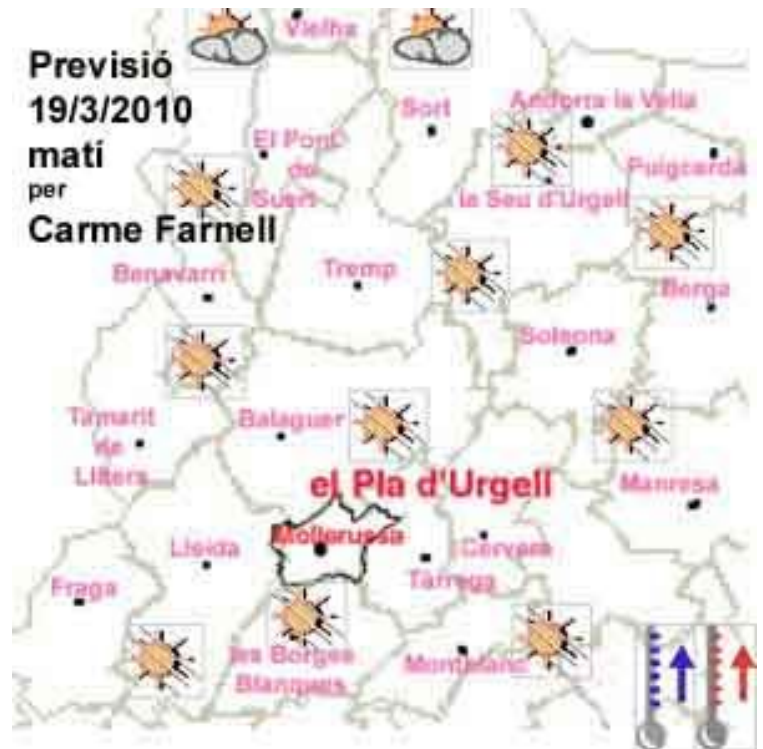 Vielha
Previsió
19/3/2010
matí
per
Carme Farnell
Sort
Andorra la Vella
El Pont
de
Suert
Puigcerdà
la Seu d'Urgell
Benavarri
Tremp
Berga
Solsona
Balaguer
Tamarit
de
Llitera
el Pla d'Urgell
Manresa
Mollerussa
Lleida
Cervera
Tàrrega
Fraga
les Borges
Blanques
Montblanc